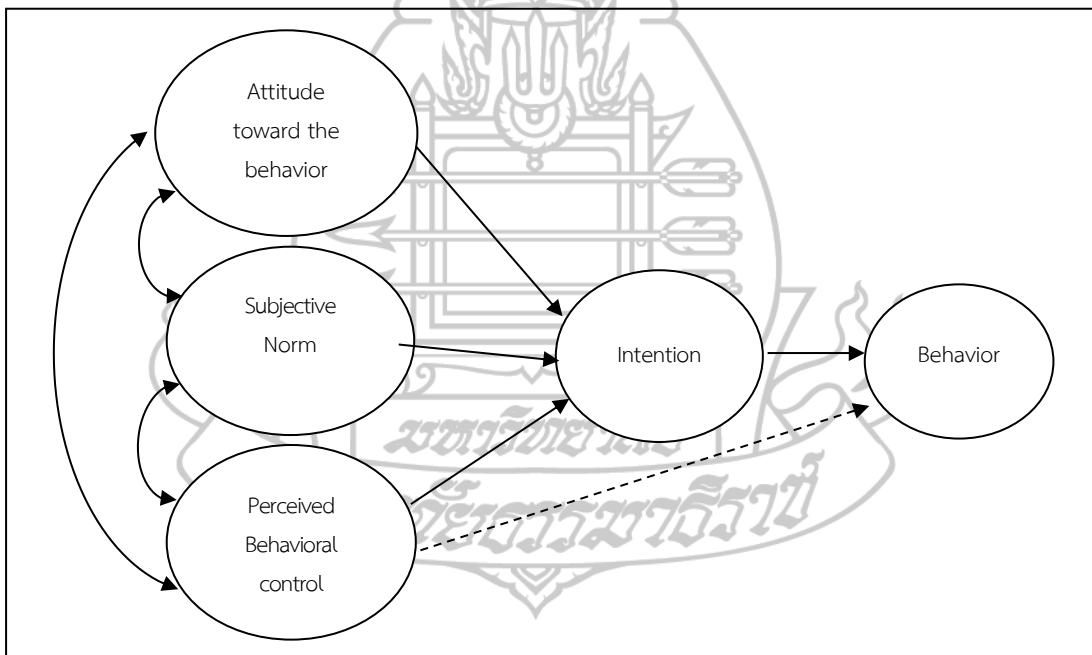 Attitude
toward the
behavior
Subjective
Norm
Perceived
Behavioral
control
Intention
Behavior